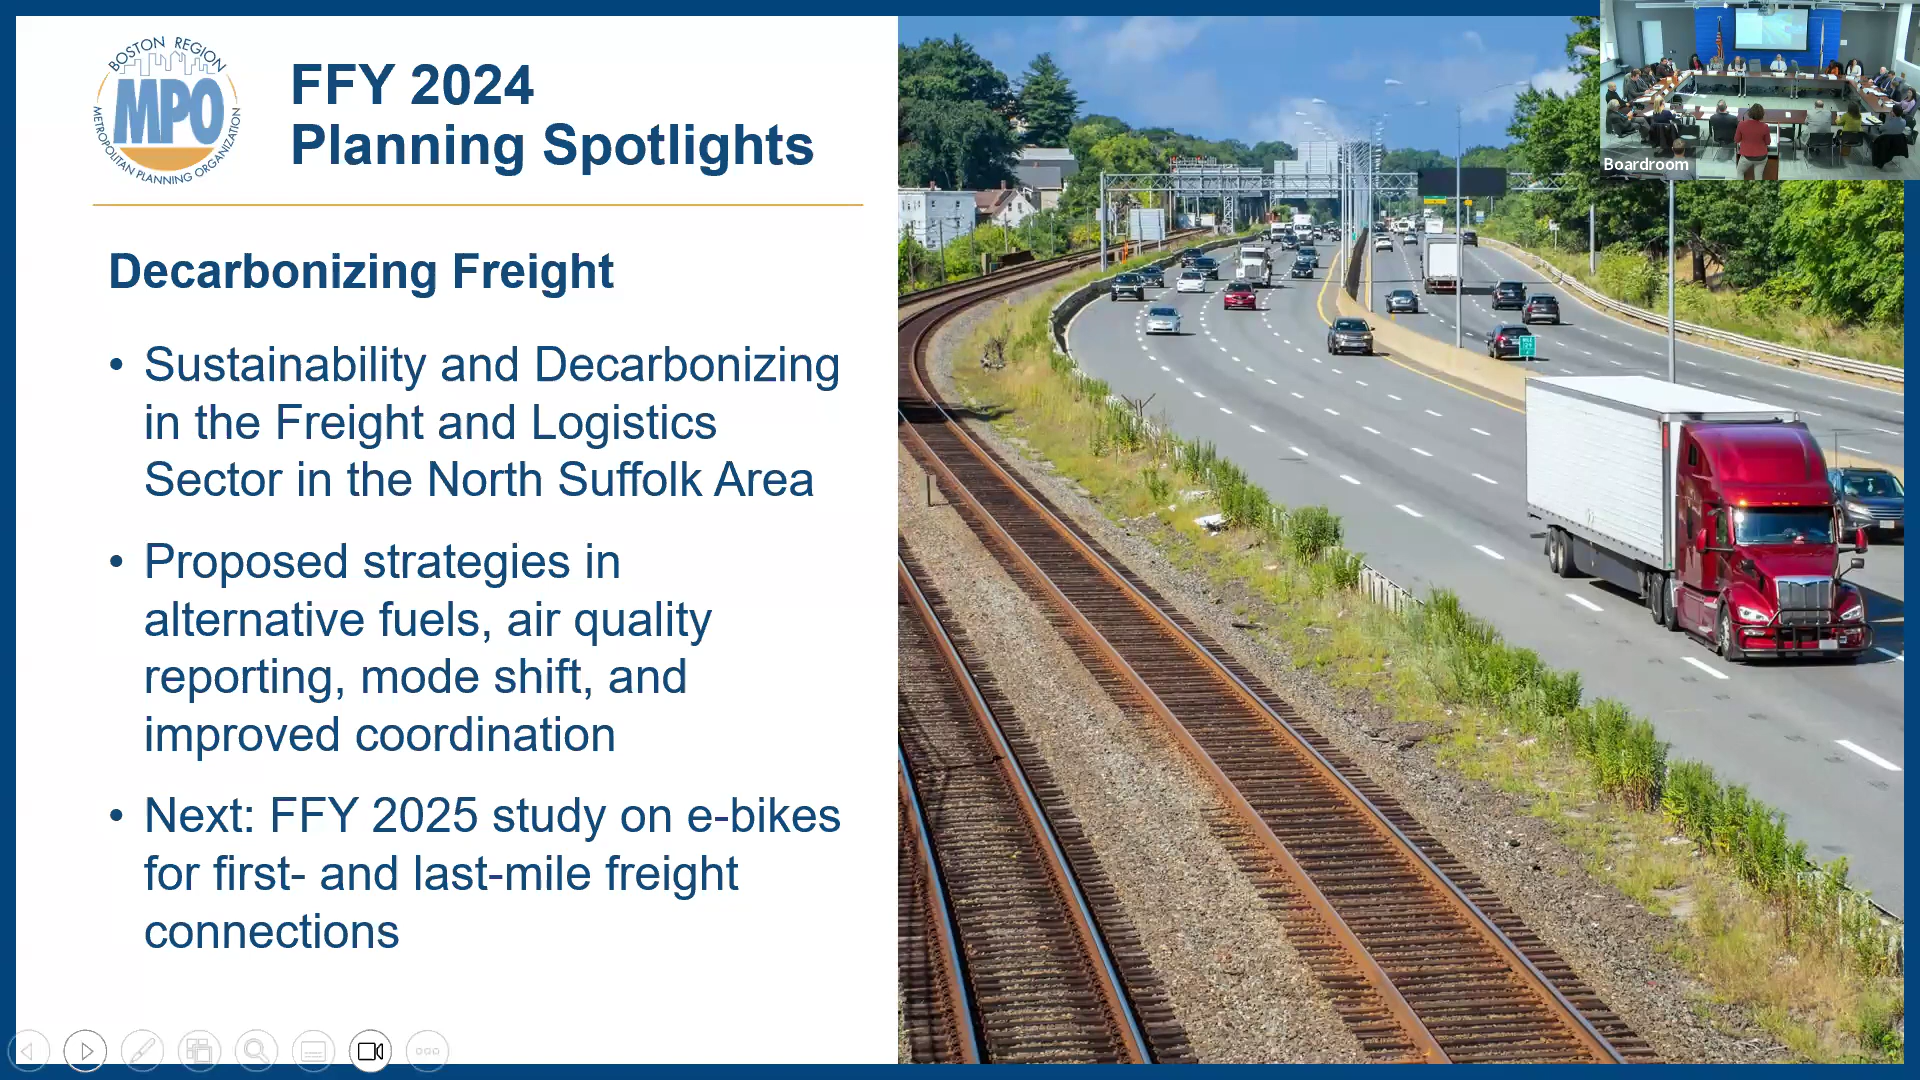 BOSTON REGION
MPO
METROPOLITAN PLANNING ORGANIZATION
FFY 2024
Planning Spotlights
Decarbonizing Freight
• Sustainability and Decarbonizing
in the Freight and Logistics
Sector in the North Suffolk Area
• Proposed strategies in
alternative fuels, air quality
reporting, mode shift, and
improved coordination
• Next: FFY 2025 study on e-bikes
for first- and last-mile freight
connections
Boardroom